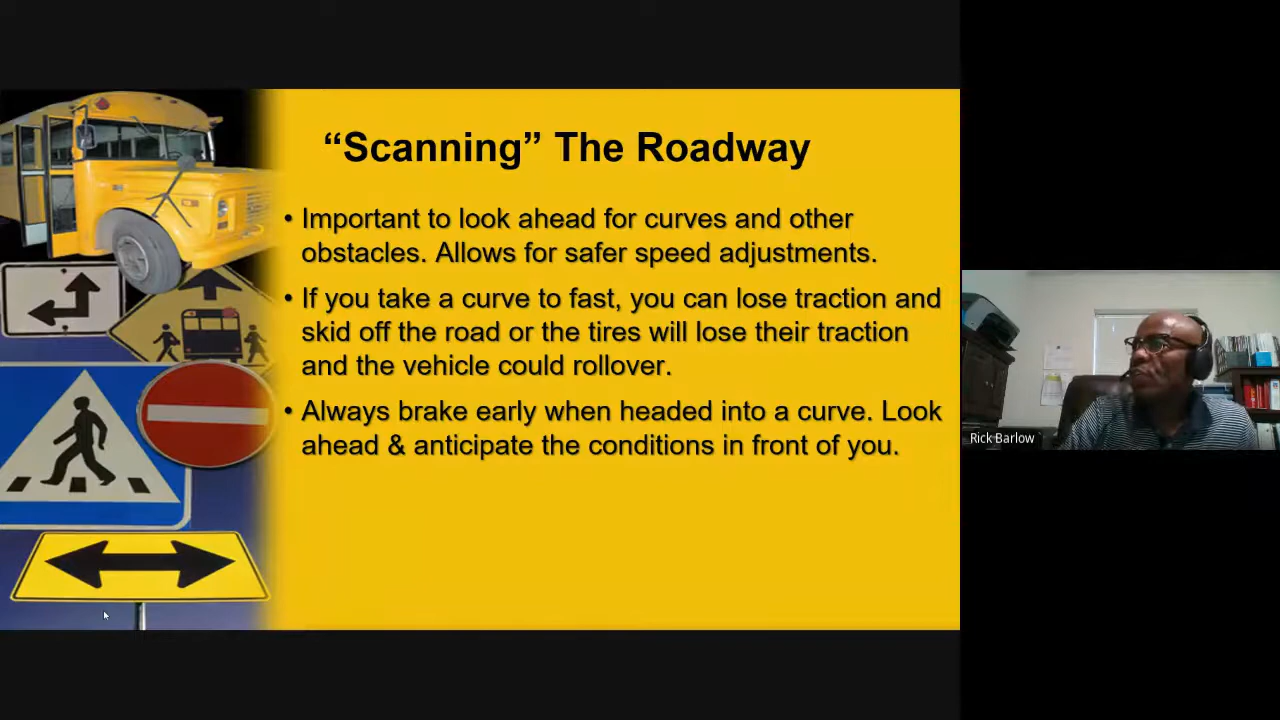 “Scanning” The Roadway
• Important to look ahead for curves and other
obstacles. Allows for safer speed adjustments.
• If you take a curve to fast, you can lose traction and
skid off the road or the tires will lose their traction
and the vehicle could rollover.
• Always brake early when headed into a curve. Look
ahead & anticipate the conditions in front of you.
Rick Barlow